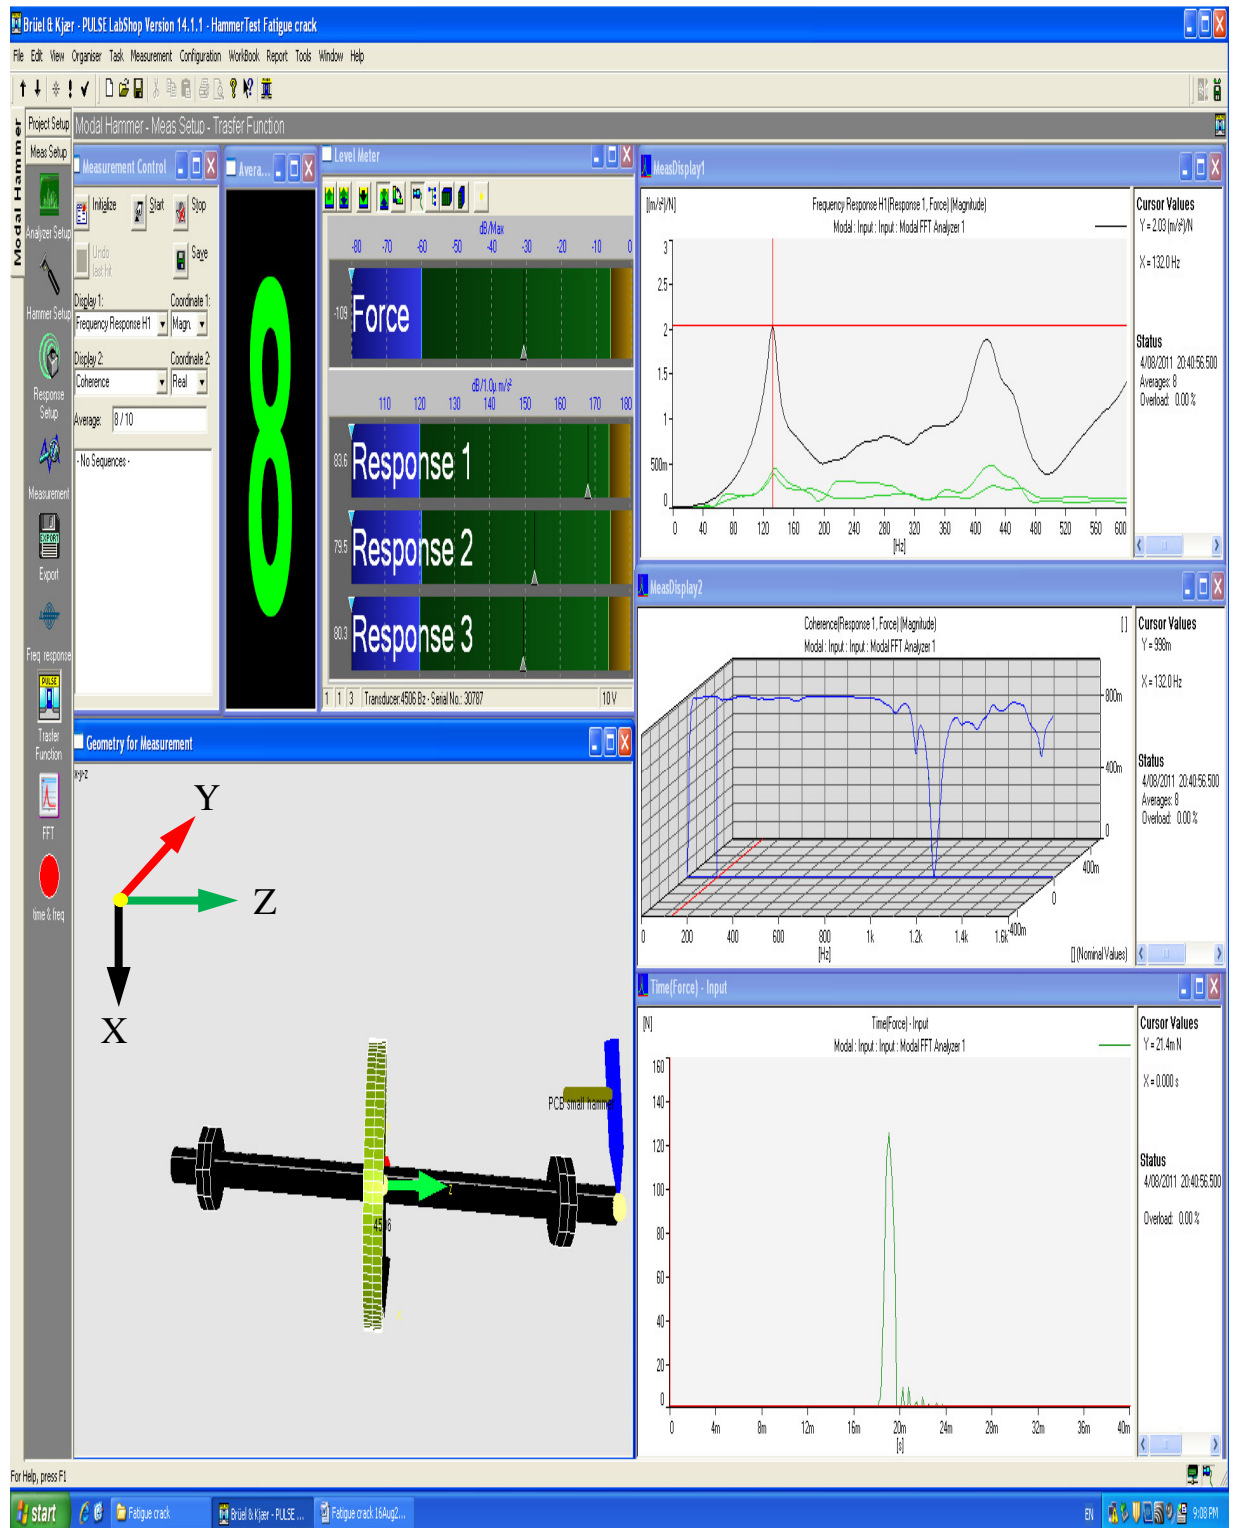 Brüel & Kjær - PULSE LabShop Version 14.1.1 - HammerTest Fatigue crack
File Edit View Organiser Task Measurement Configuration WorkBook Report Tools Window Help
Modal Hammer
Project Setup
Meas Setup
Analyzer Setup
Hammer Setup
Response Setup
Measurement
EXPORT
Export
Freq. response
PULSE
Trasfer Function
FFT
time & freq
Modal Hammer - Meas Setup - Trasfer Function
Measurement Control
Initialize Start Stop
Undo last hit
Save
Display 1: Coordinate 1:
Frequency Response H1 Magn.
Display 2: Coordinate 2
Coherence Real
Average: 8 / 10
- No Sequences -
Avera...
8
Level Meter
dB/Max
-80 -70 -60 -50 -40 -30 -20 -10 0
-109 Force
dB/1.0µ m/s²
110 120 130 140 150 160 170 180
83.6 Response 1
79.5 Response 2
80.3 Response 3
1 1 3 Transducer:4506 Bz - Serial No.: 30787 10 V
MeasDisplay1
[(m/s²)/N] Frequency Response H1(Response 1, Force) (Magnitude)
Modal : Input : Input : Modal FFT Analyzer 1
3
2.5
2
1.5
1
500m
0
0 40 80 120 160 200 240 280 320 360 400 440 480 520 560 600
[Hz]
Cursor Values
Y = 2.03 (m/s²)/N
X = 132.0 Hz
Status
4/08/2011 20:40:56.500
Averages: 8
Overload: 0.00 %
MeasDisplay2
Coherence(Response 1, Force) (Magnitude) [ ]
Modal : Input : Input : Modal FFT Analyzer 1
800m
400m
0
400m
0
-400m
0 200 400 600 800 1k 1.2k 1.4k 1.6k
[Hz]
[] (Nominal Values)
Cursor Values
Y = 998m
X = 132.0 Hz
Status
4/08/2011 20:40:56.500
Averages: 8
Overload: 0.00 %
Geometry for Measurement
x-y-z
Y
Z
X
PCB small hammer
z
4506
Time(Force) - Input
[N] Time(Force) - Input
Modal : Input : Input : Modal FFT Analyzer 1
160
140
120
100
80
60
40
20
0
0 4m 8m 12m 16m 20m 24m 28m 32m 36m 40m
[s]
Cursor Values
Y = 21.4m N
X = 0.000 s
Status
4/08/2011 20:40:56.500
Overload: 0.00 %
For Help, press F1
start Fatigue crack Brüel & Kjær - PULSE ... Fatigue crack 16Aug2... EN 9:08 PM